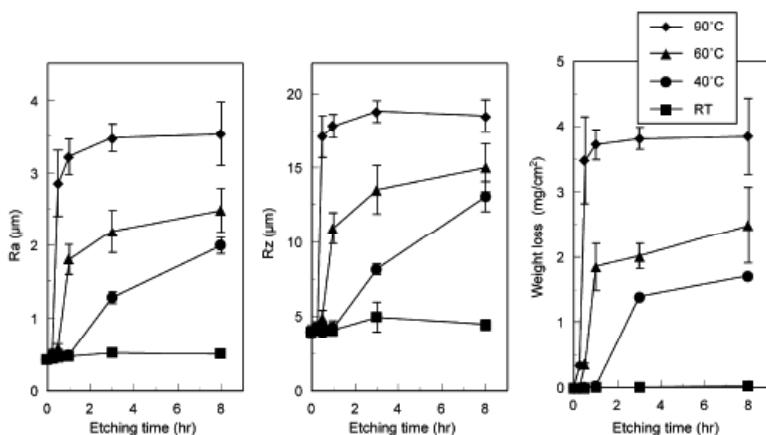 90°C
60°C
40°C
RT
Ra (μm)
4
3
2
1
0
0 2 4 6 8
Etching time (hr)
Rz (μm)
20
15
10
5
0
0 2 4 6 8
Etching time (hr)
Weight loss (mg/cm²)
5
4
3
2
1
0
0 2 4 6 8
Etching time (hr)